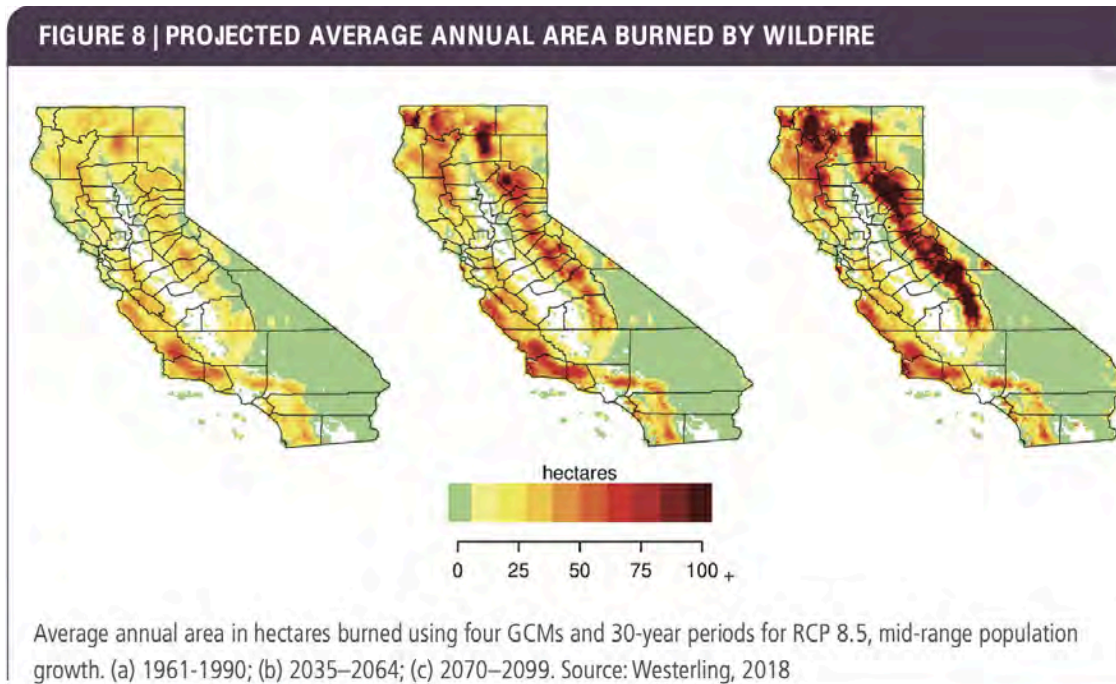 FIGURE 8 | PROJECTED AVERAGE ANNUAL AREA BURNED BY WILDFIRE
hectares
0 25 50 75 100 +
Average annual area in hectares burned using four GCMs and 30-year periods for RCP 8.5, mid-range population
growth. (a) 1961-1990; (b) 2035–2064; (c) 2070–2099. Source: Westerling, 2018